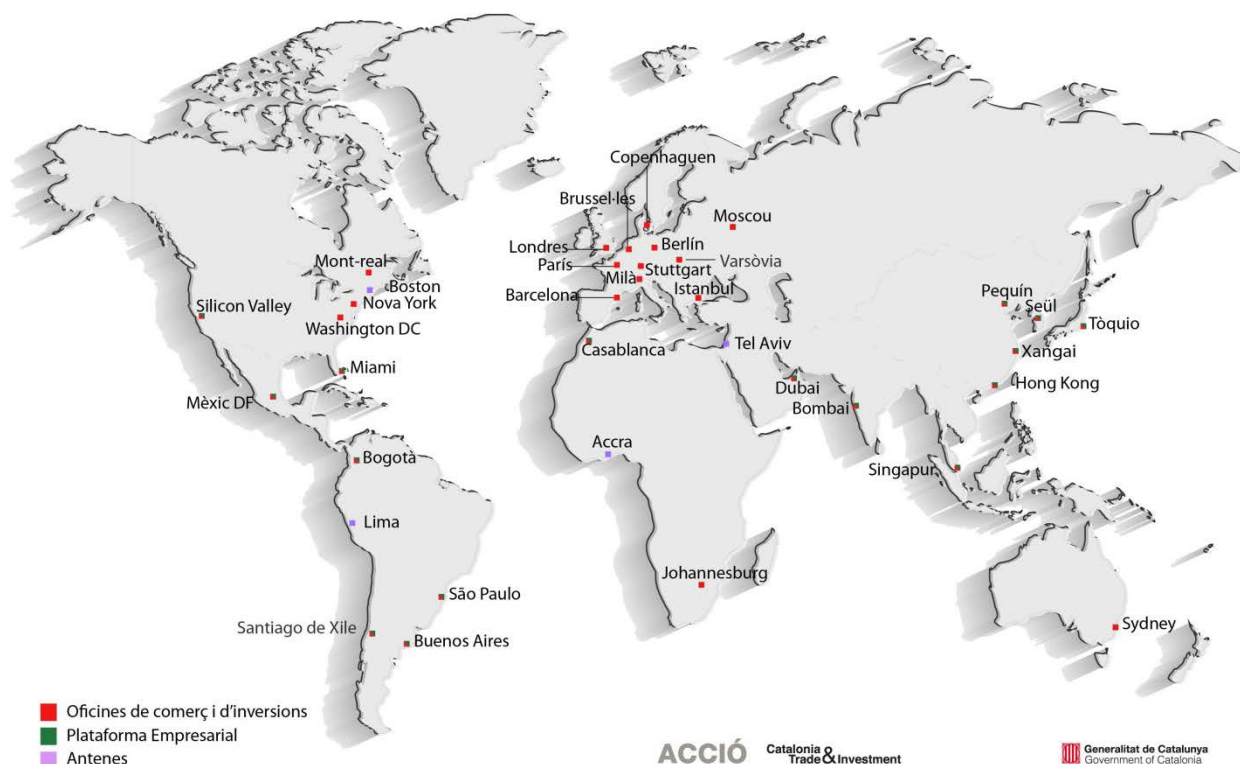 Copenhaguen
Brussel·les
Moscou
Londres
Berlín
París
Varsòvia
Stuttgart
Milà
Barcelona
Istanbul
Mont-real
Boston
Silicon Valley
Nova York
Washington DC
Pequín
Seül
Tòquio
Casablanca
Tel Aviv
Xangai
Miami
Dubai
Hong Kong
Mèxic DF
Bombai
Accra
Bogotà
Singapur
Lima
Johannesburg
São Paulo
Santiago de Xile
Buenos Aires
Sydney
Oficines de comerç i d'inversions
Plataforma Empresarial
Antenes
ACCIÓ
Catalonia
Trade & Investment
Generalitat de Catalunya
Government of Catalonia